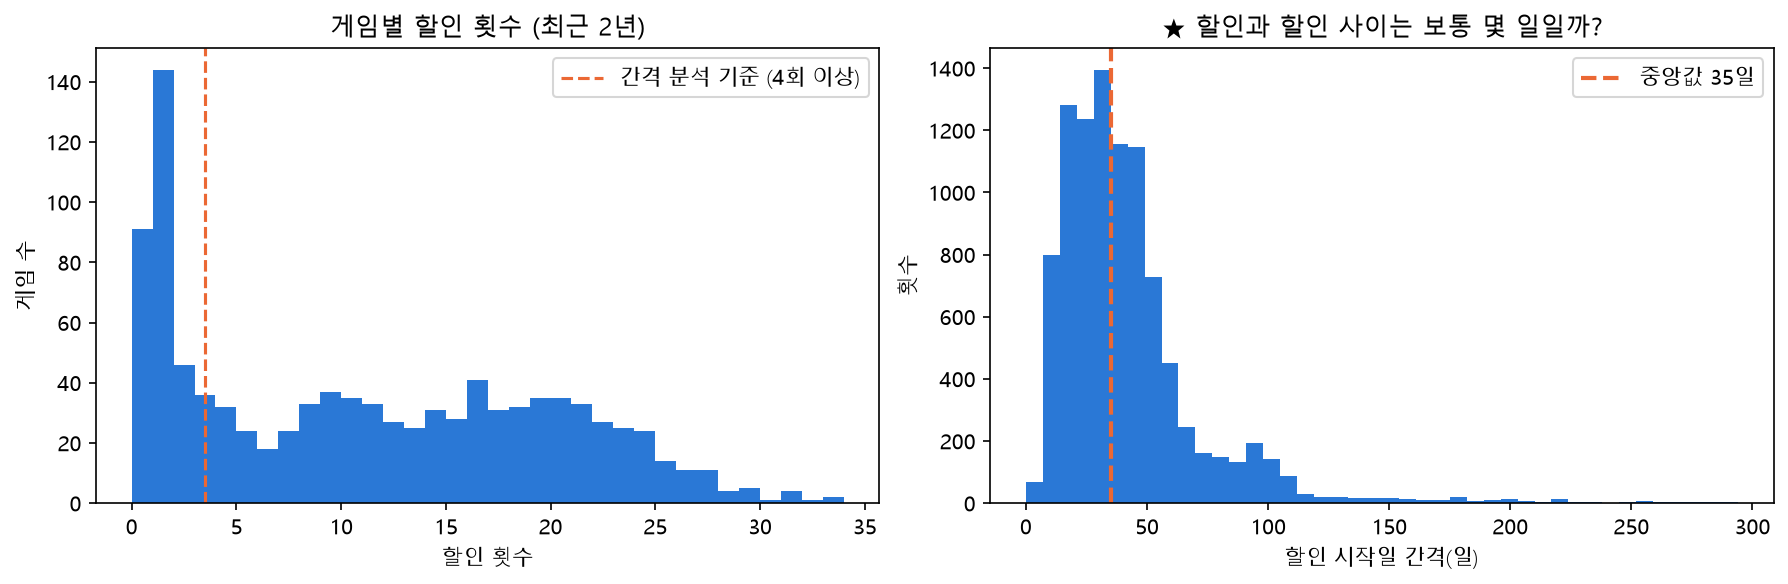 게임별 할인 횟수 (최근 2년)
간격 분석 기준 (4회 이상)
게임 수
140
120
100
80
60
40
20
0
0 5 10 15 20 25 30 35
할인 횟수
★ 할인과 할인 사이는 보통 몇 일일까?
중앙값 35일
횟수
1400
1200
1000
800
600
400
200
0
0 50 100 150 200 250 300
할인 시작일 간격(일)